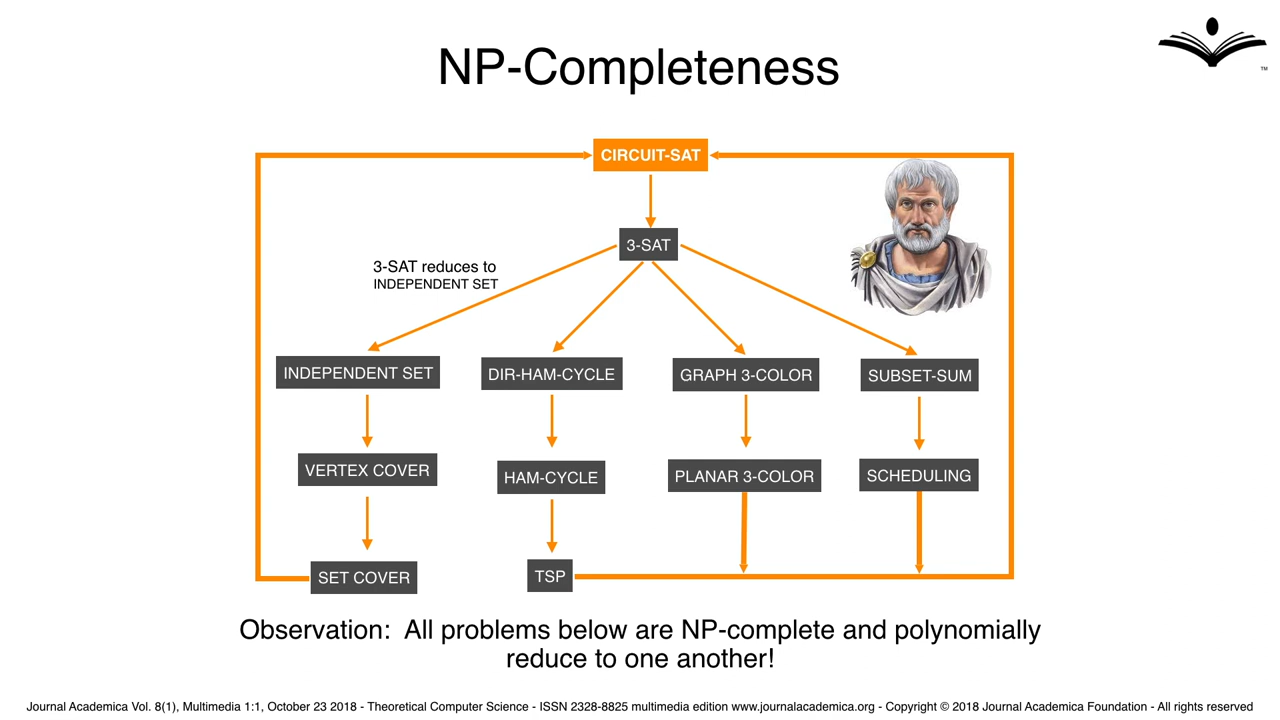 NP-Completeness
TM
CIRCUIT-SAT
3-SAT
3-SAT reduces to
INDEPENDENT SET
INDEPENDENT SET
DIR-HAM-CYCLE
GRAPH 3-COLOR
SUBSET-SUM
VERTEX COVER
HAM-CYCLE
PLANAR 3-COLOR
SCHEDULING
SET COVER
TSP
Observation:  All problems below are NP-complete and polynomially
reduce to one another!
Journal Academica Vol. 8(1), Multimedia 1:1, October 23 2018 - Theoretical Computer Science - ISSN 2328-8825 multimedia edition www.journalacademica.org - Copyright © 2018 Journal Academica Foundation - All rights reserved